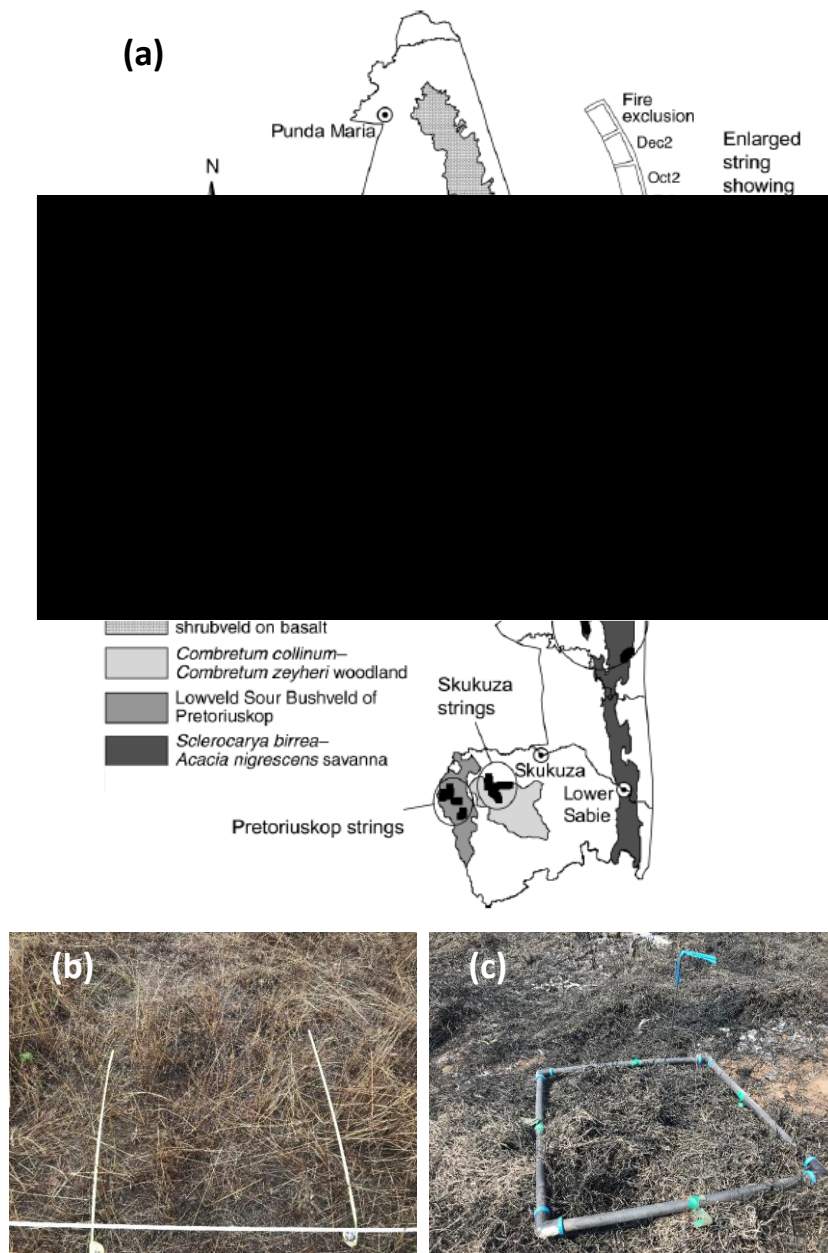 (a)
Punda Maria
N
Fire
exclusion
Dec2
Oct2
Enlarged
string
showing
shrubveld on basalt
Combretum collinum–
Combretum zeyheri woodland
Lowveld Sour Bushveld of
Pretoriuskop
Sclerocarya birrea–
Acacia nigrescens savanna
Skukuza
strings
Skukuza
Lower
Sabie
Pretoriuskop strings
(b)
(c)